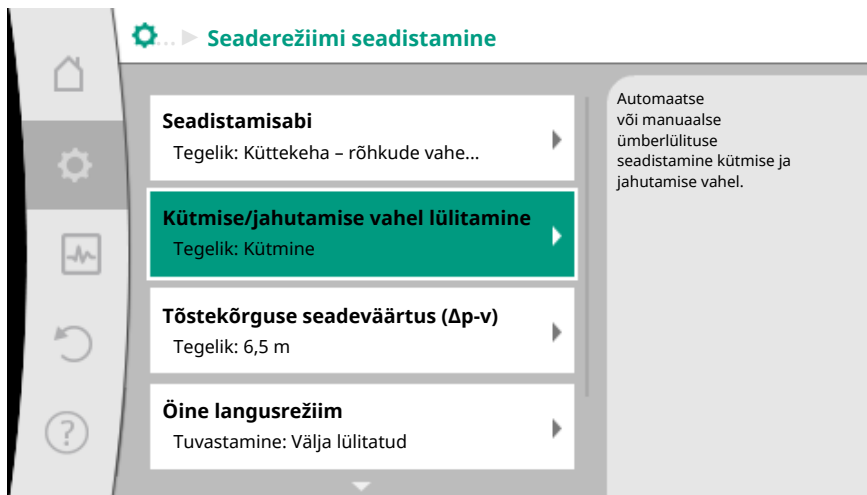 ... Seaderežiimi seadistamine
Seadistamisabi
Tegelik: Küttekeha – rõhkude vahe...
Kütmise/jahutamise vahel lülitamine
Tegelik: Kütmine
Tõstekõrguse seadeväärtus (Δp-v)
Tegelik: 6,5 m
Öine langusrežiim
Tuvastamine: Välja lülitatud
Automaatse
või manuaalse
ümberlülituse
seadistamine kütmise ja
jahutamise vahel.
?